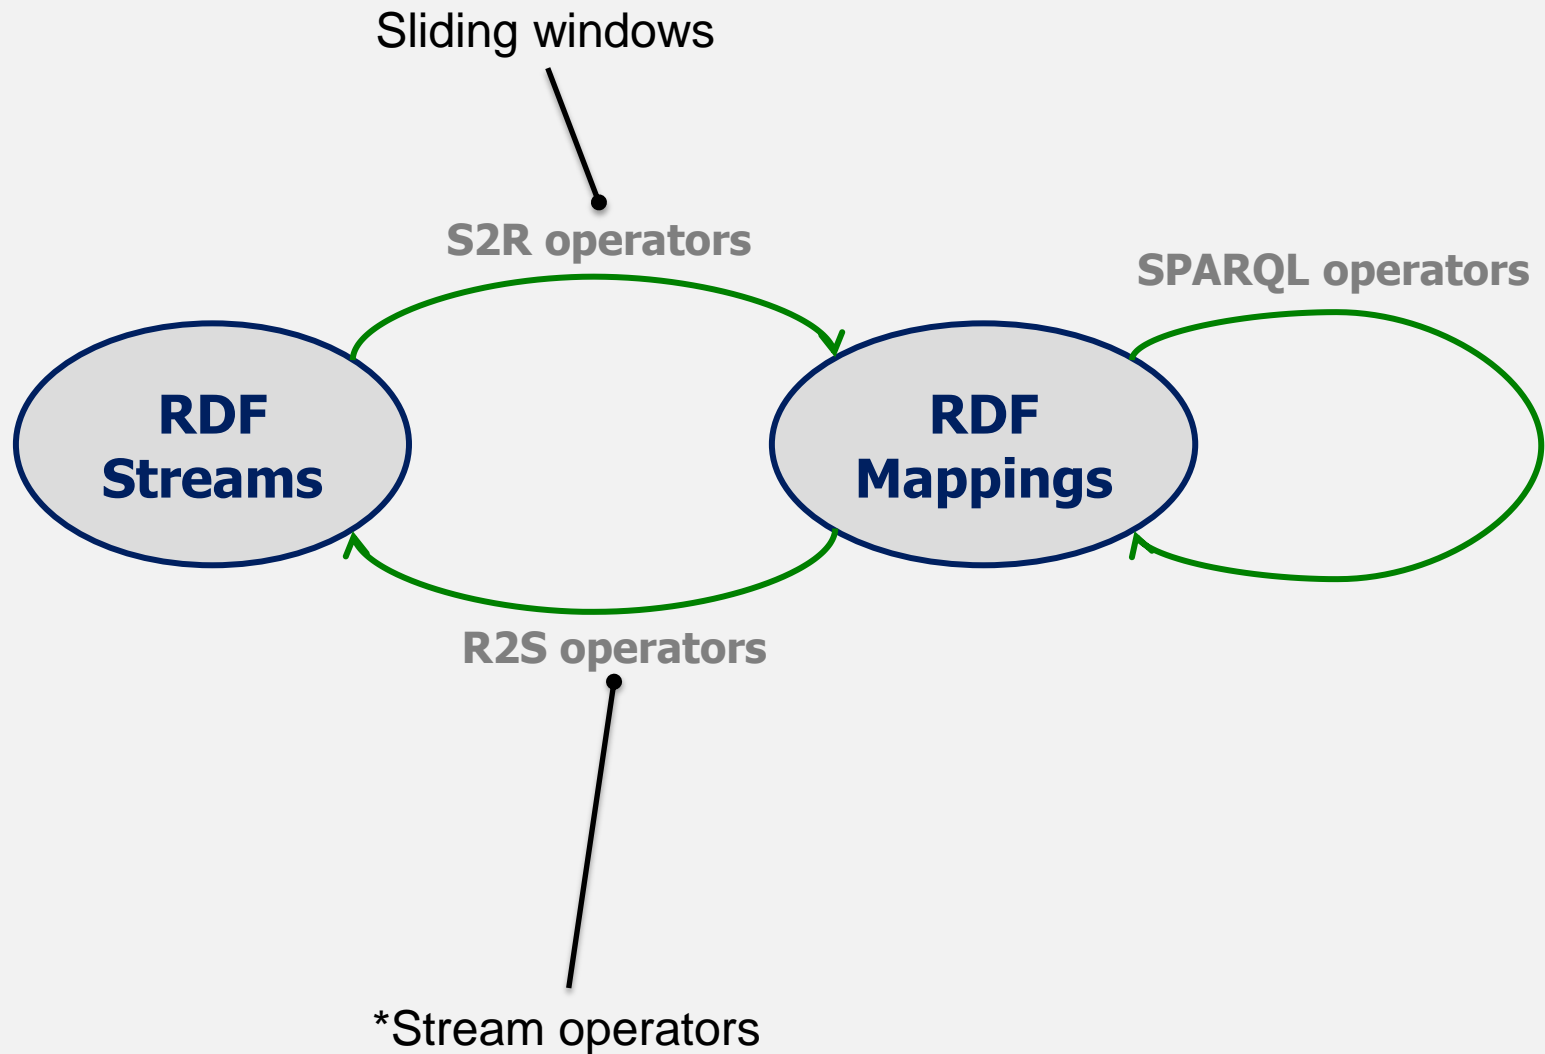 Sliding windows
S2R operators
SPARQL operators
RDF
Streams
RDF
Mappings
R2S operators
*Stream operators